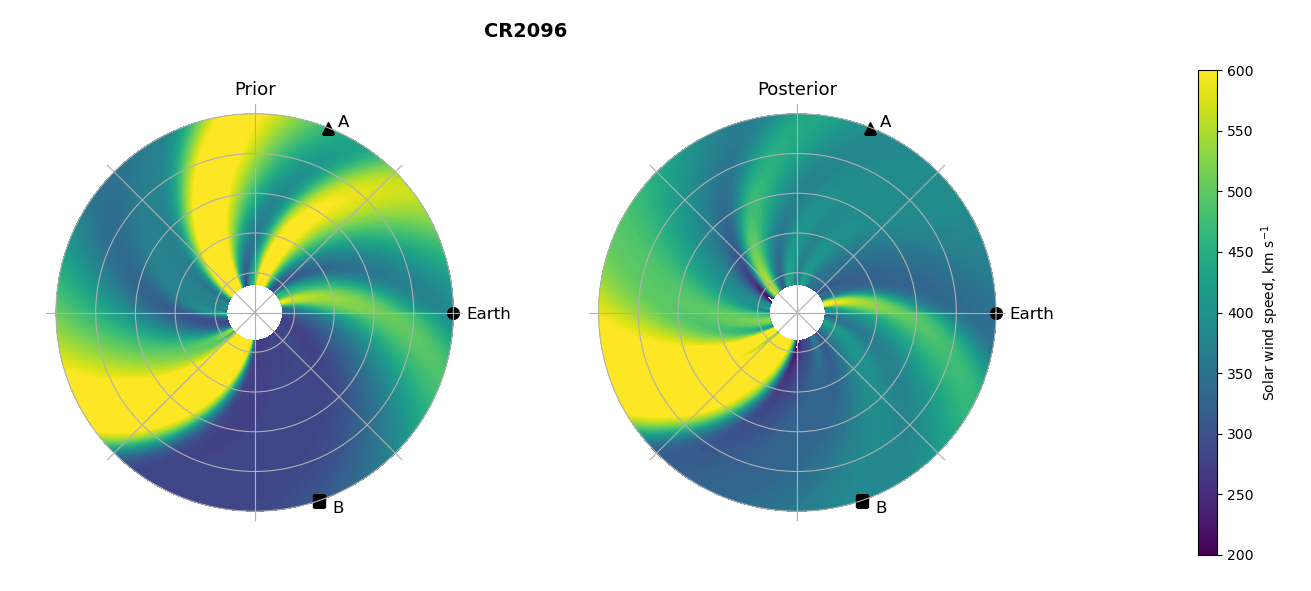 CR2096
Prior
Posterior
A
Earth
B
A
Earth
B
600
550
500
450
400
350
300
250
200
Solar wind speed, km s⁻¹